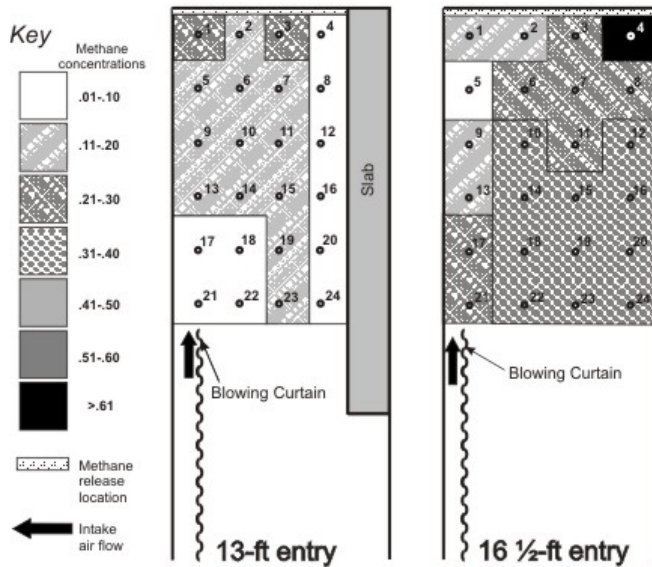 Key
Methane
concentrations
.01-.10
.11-.20
.21-.30
.31-.40
.41-.50
.51-.60
>.61
Methane
release
location
Intake
air flow
1 2 3 4
5 6 7 8
9 10 11 12
13 14 15 16
17 18 19 20
21 22 23 24
Slab
Blowing Curtain
13-ft entry
1 2 3 4
5 6 7 8
9 10 11 12
13 14 15 16
17 18 19 20
21 22 23 24
Blowing Curtain
16 ½-ft entry